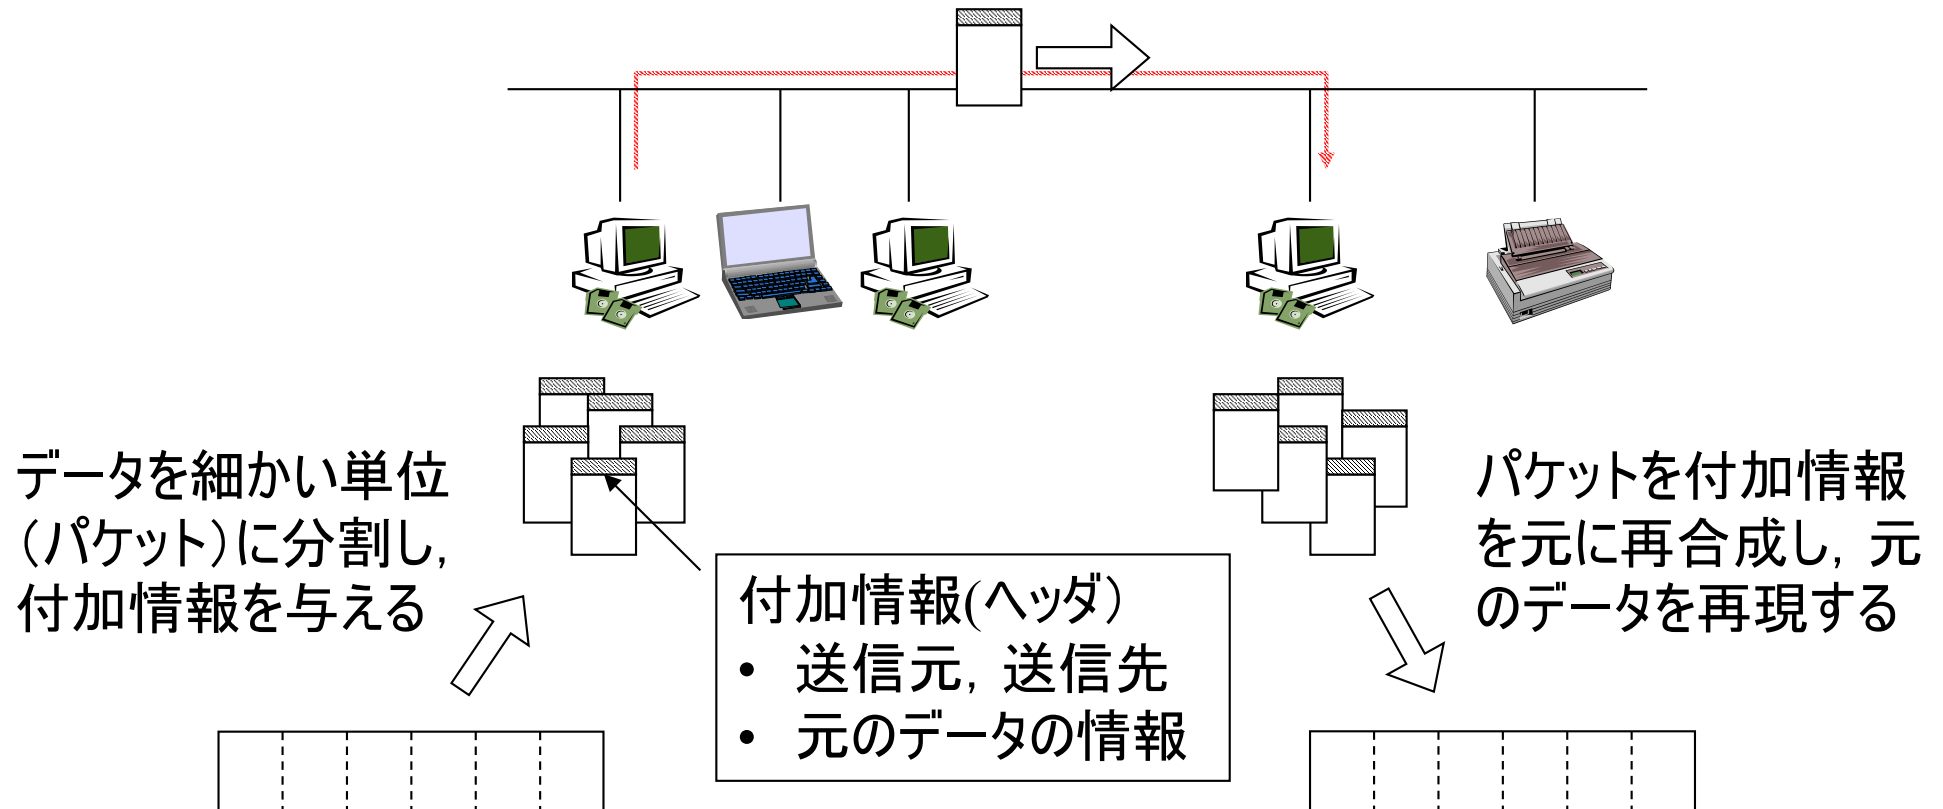 データを細かい単位
（パケット）に分割し，
付加情報を与える
付加情報(ヘッダ）
• 送信元，送信先
• 元のデータの情報
パケットを付加情報
を元に再合成し，元
のデータを再現する